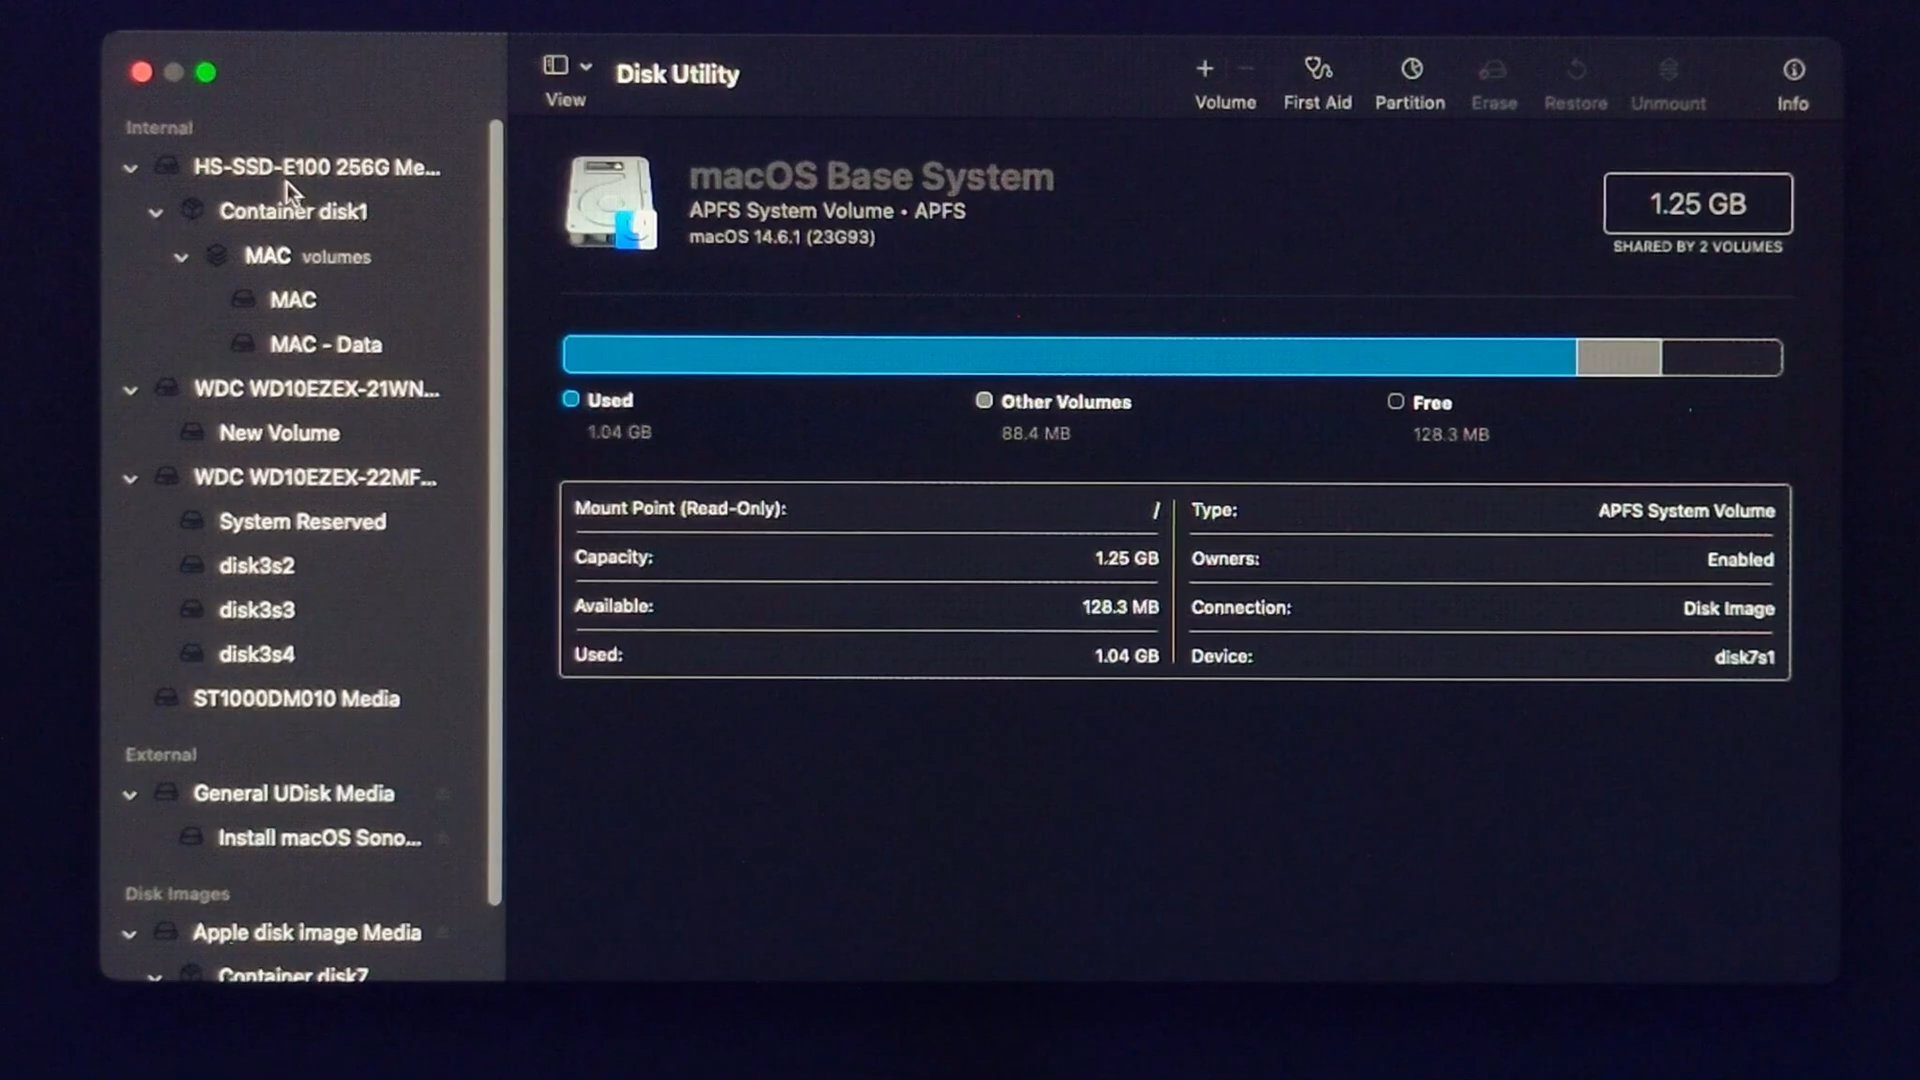 Disk Utility
View
Volume
First Aid
Partition
Erase
Restore
Unmount
Info
Internal
HS-SSD-E100 256G Me...
Container disk1
MAC volumes
MAC
MAC - Data
WDC WD10EZEX-21WN...
New Volume
WDC WD10EZEX-22MF...
System Reserved
disk3s2
disk3s3
disk3s4
ST1000DM010 Media
External
General UDisk Media
Install macOS Sono...
Disk Images
Apple disk image Media
Container disk7
macOS Base System
APFS System Volume • APFS
macOS 14.6.1 (23G93)
1.25 GB
SHARED BY 2 VOLUMES
Used
1.04 GB
Other Volumes
88.4 MB
Free
128.3 MB
Mount Point (Read-Only): /
Capacity: 1.25 GB
Available: 128.3 MB
Used: 1.04 GB
Type: APFS System Volume
Owners: Enabled
Connection: Disk Image
Device: disk7s1